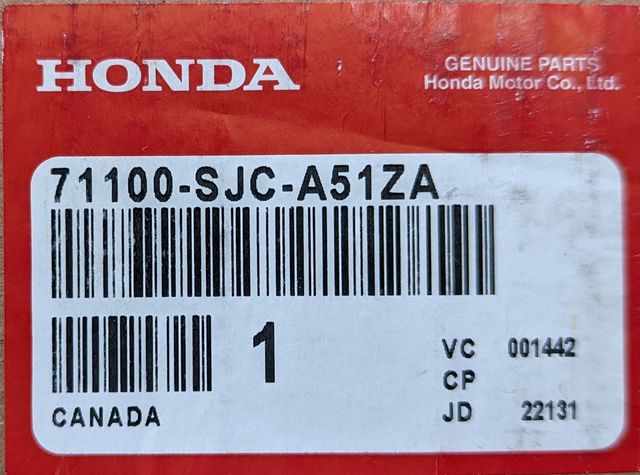 HONDA
GENUINE PARTS
Honda Motor Co., Ltd.
71100-SJC-A51ZA
1
VC 001442
CP
CANADA
JD 22131